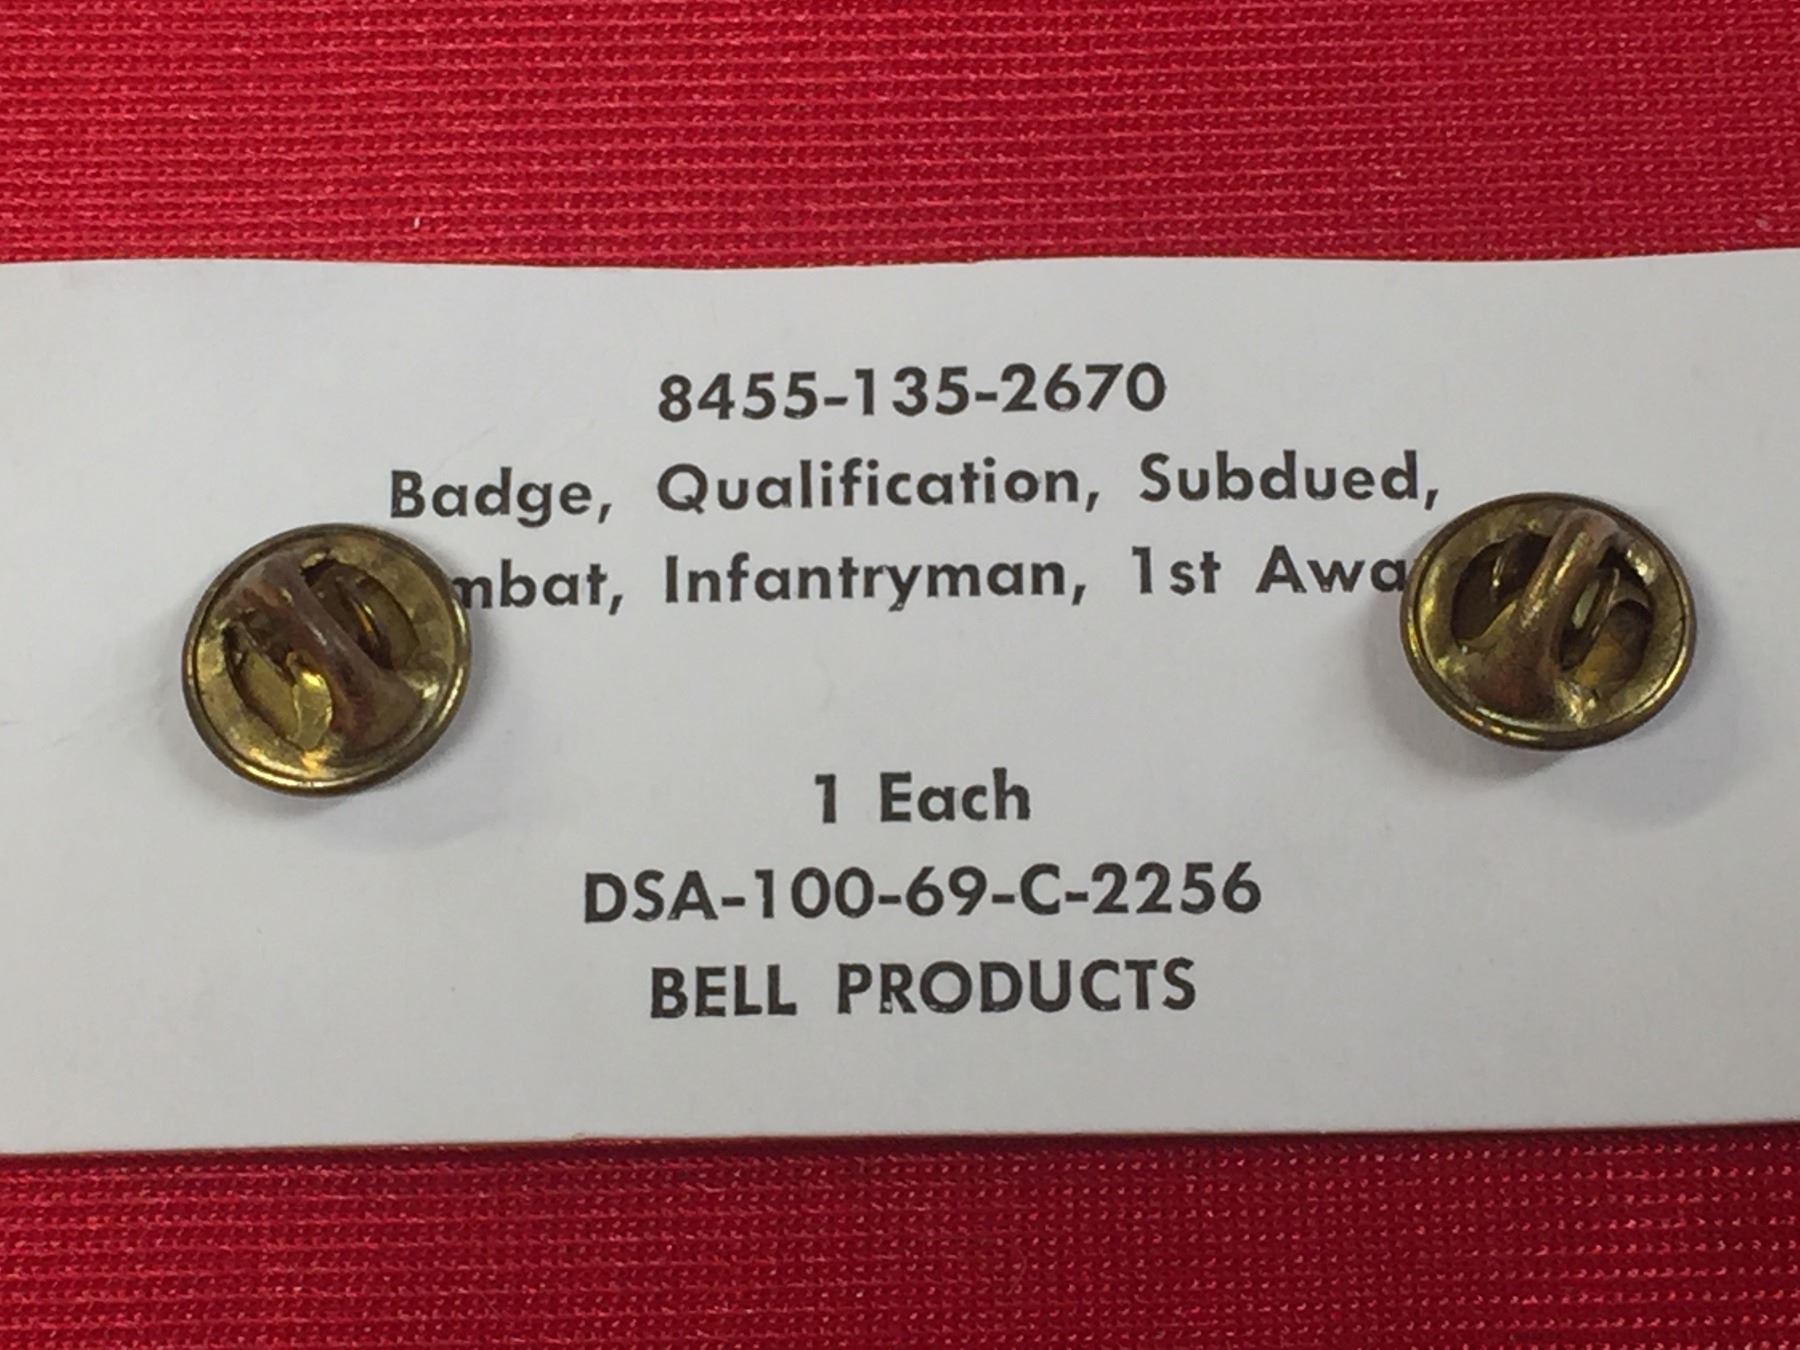 8455-135-2670
Badge, Qualification, Subdued,
mbat, Infantryman, 1st Awa
1 Each
DSA-100-69-C-2256
BELL PRODUCTS